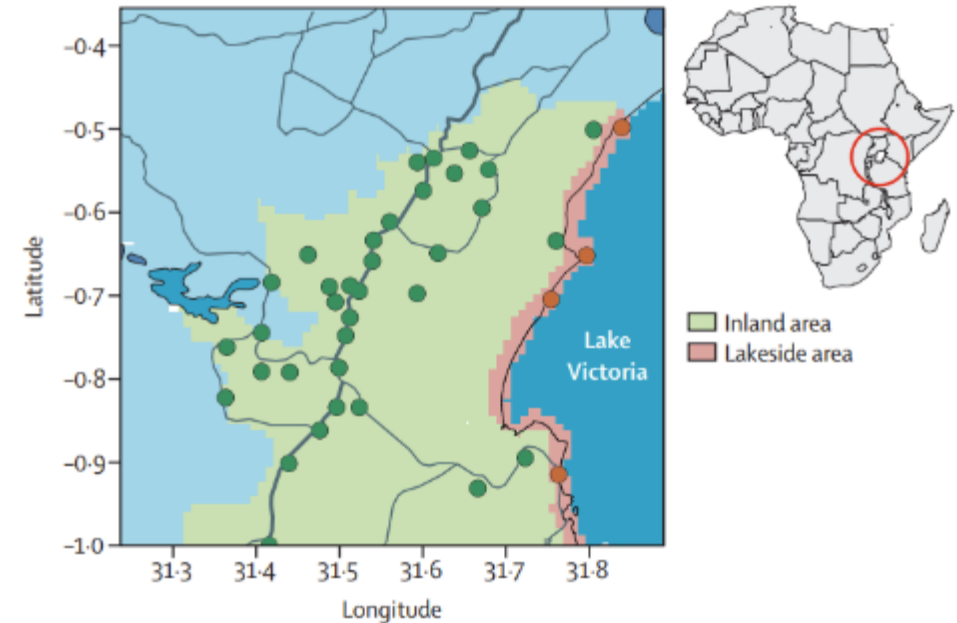 Latitude
–0·4
–0·5
–0·6
–0·7
–0·8
–0·9
–1·0
31·3 31·4 31·5 31·6 31·7 31·8
Longitude
Lake
Victoria
Inland area
Lakeside area